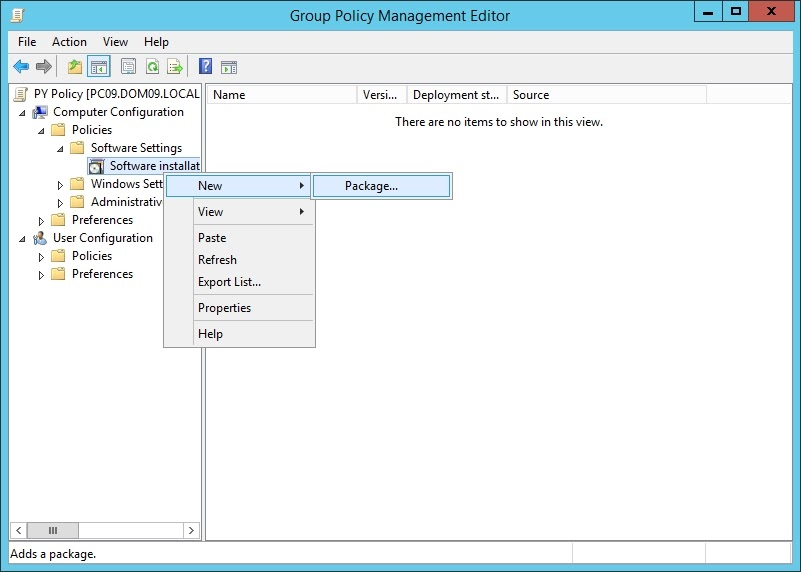 Group Policy Management Editor
File Action View Help
PY Policy [PC09.DOM09.LOCAL
Computer Configuration
Policies
Software Settings
Software installat
Windows Sett
Administrative
Preferences
User Configuration
Policies
Preferences
Name Versi... Deployment st... Source
There are no items to show in this view.
New
Package...
View
Paste
Refresh
Export List...
Properties
Help
Adds a package.